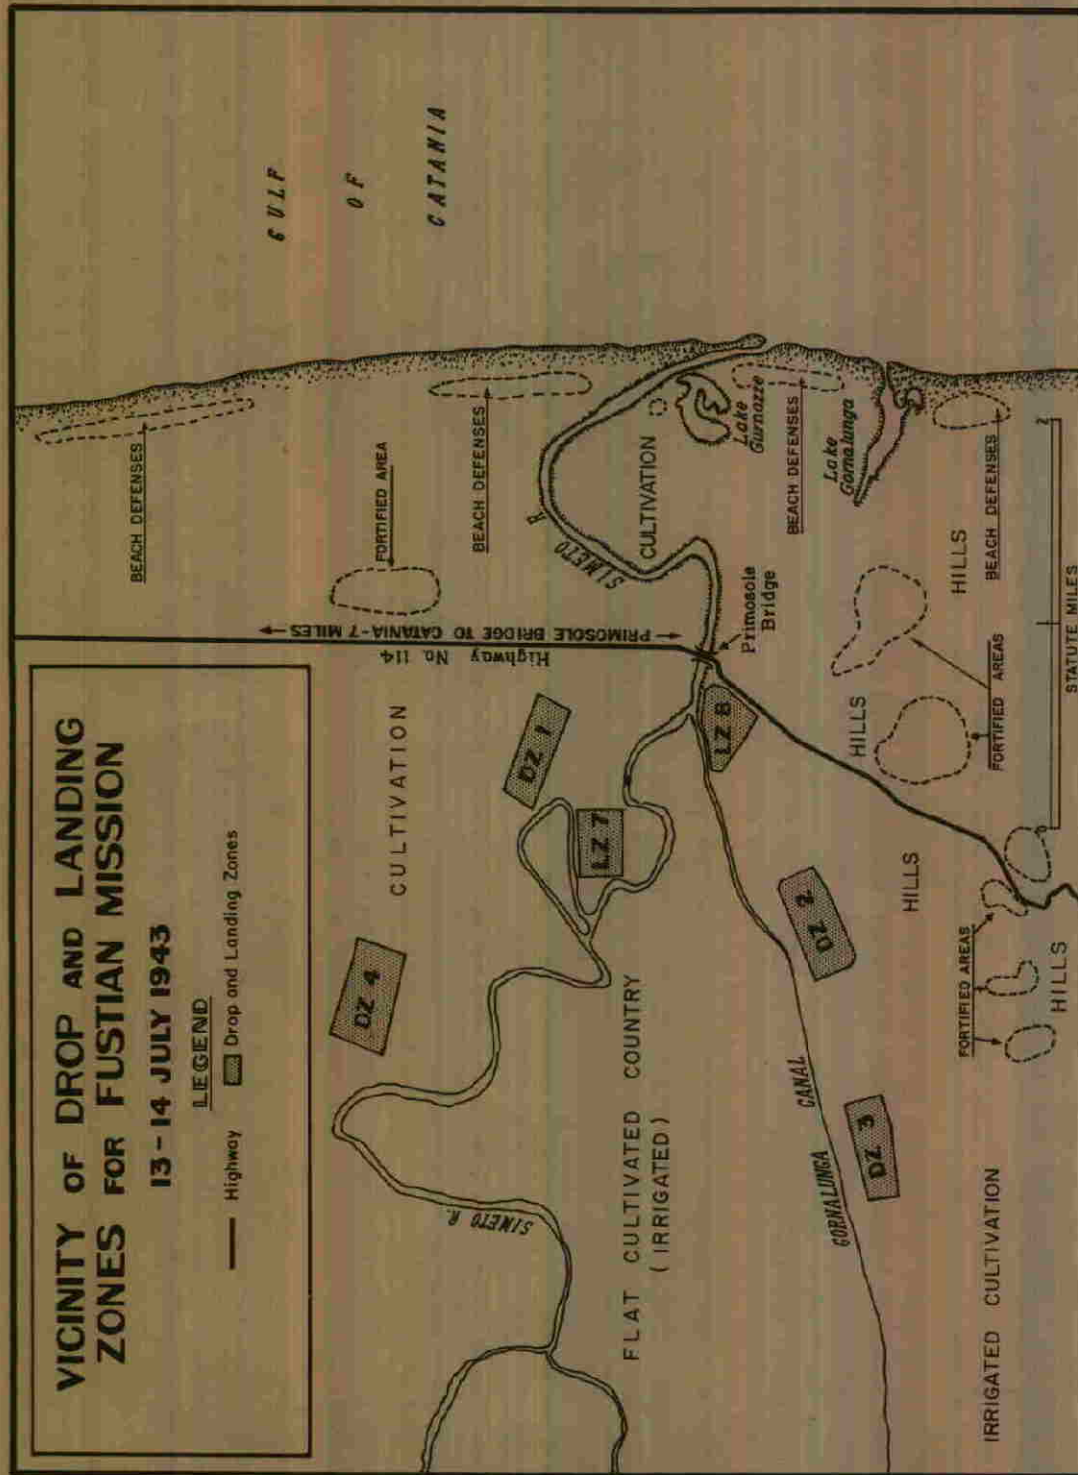 VICINITY OF DROP AND LANDING
ZONES FOR FUSTIAN MISSION
13-14 JULY 1943
LEGEND
Highway
Drop and Landing Zones
GULF
OF
CATANIA
BEACH DEFENSES
FORTIFIED AREA
BEACH DEFENSES
CULTIVATION
PRIMOSOLE BRIDGE TO CATANIA-7 MILES
Highway No. 114
SIMETO R
CULTIVATION
Lake
Gurnazze
BEACH DEFENSES
Lake
Gornalunga
Primosole
Bridge
DZ 4
DZ 1
LZ 7
LZ 8
SIMETO R.
FLAT CULTIVATED COUNTRY
(IRRIGATED)
GORNALUNGA CANAL
DZ 2
DZ 3
HILLS
HILLS
HILLS
BEACH DEFENSES
FORTIFIED AREAS
FORTIFIED AREAS
HILLS
IRRIGATED CULTIVATION
0
2
STATUTE MILES